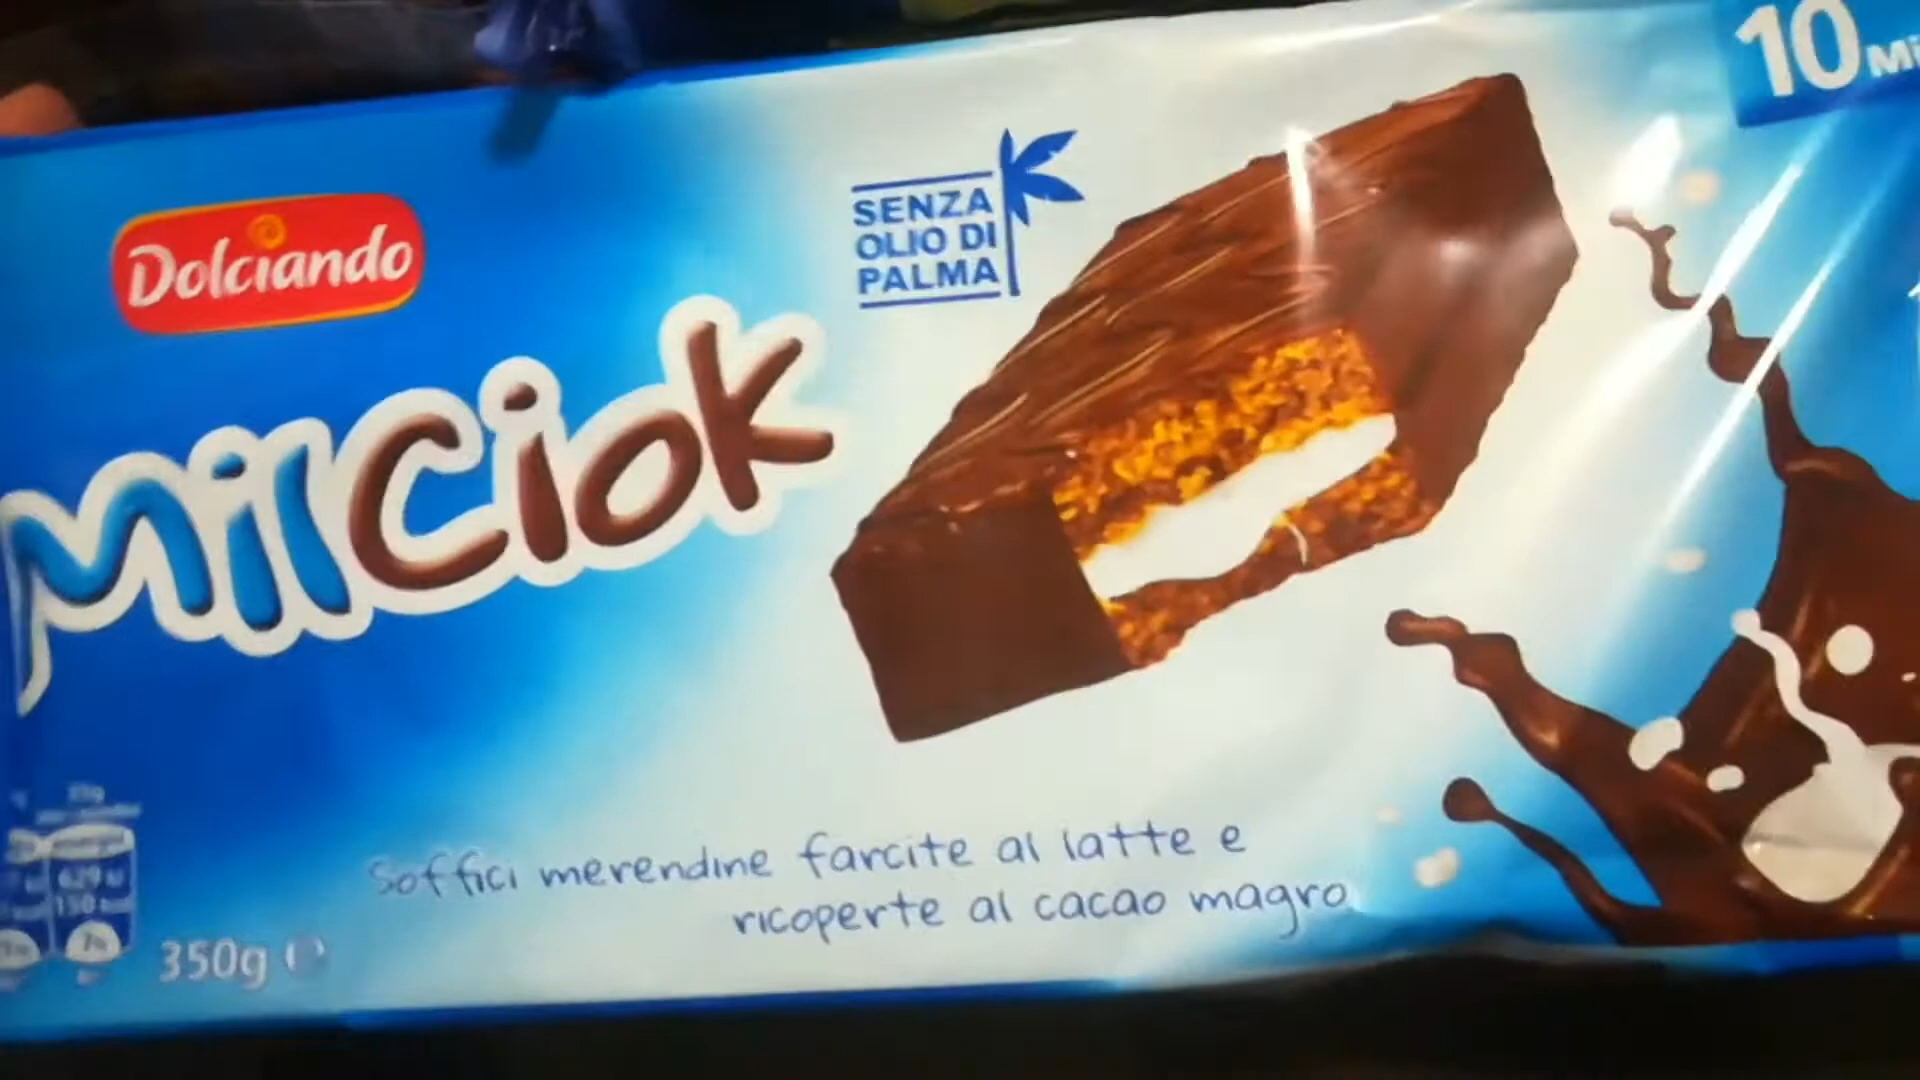 10
Dolciando
SENZA
OLIO DI
PALMA
MilCiok
Soffici merendine farcite al latte e
ricoperte al cacao magro
350g e